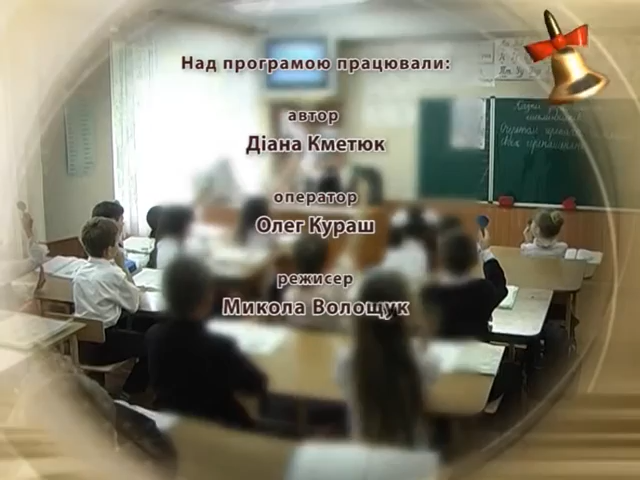 Над програмою працювали:
автор
Діана Кметюк
оператор
Олег Кураш
режисер
Микола Волощук